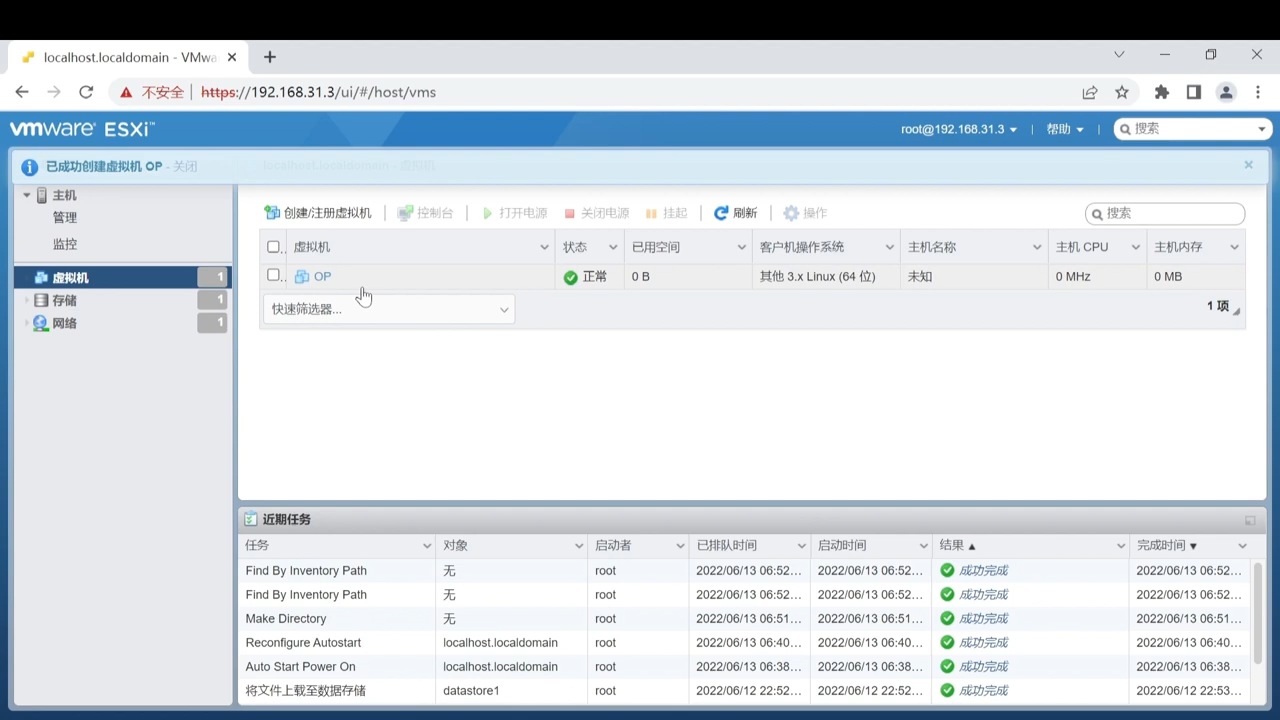 localhost.localdomain - VMwa
不安全 https://192.168.31.3/ui/#/host/vms
vmware ESXi™
root@192.168.31.3 帮助 搜索
已成功创建虚拟机 OP - 关闭
localhost.localdomain - 虚拟机
主机
管理
监控
虚拟机 1
存储 1
网络 1
创建/注册虚拟机 控制台 打开电源 关闭电源 挂起 刷新 操作 搜索
虚拟机 状态 已用空间 客户机操作系统 主机名称 主机 CPU 主机内存
OP 正常 0 B 其他 3.x Linux (64 位) 未知 0 MHz 0 MB
快速筛选器... 1 项
近期任务
任务 对象 启动者 已排队时间 启动时间 结果 ▲ 完成时间 ▼
Find By Inventory Path 无 root 2022/06/13 06:52... 2022/06/13 06:52... 成功完成 2022/06/13 06:52...
Find By Inventory Path 无 root 2022/06/13 06:52... 2022/06/13 06:52... 成功完成 2022/06/13 06:52...
Make Directory 无 root 2022/06/13 06:51... 2022/06/13 06:51... 成功完成 2022/06/13 06:51...
Reconfigure Autostart localhost.localdomain root 2022/06/13 06:40... 2022/06/13 06:40... 成功完成 2022/06/13 06:40...
Auto Start Power On localhost.localdomain root 2022/06/13 06:38... 2022/06/13 06:38... 成功完成 2022/06/13 06:38...
将文件上载至数据存储 datastore1 root 2022/06/12 22:52... 2022/06/12 22:52... 成功完成 2022/06/12 22:53...